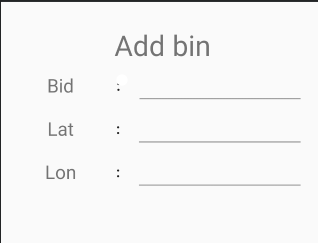 Add bin
Bid :
Lat :
Lon :